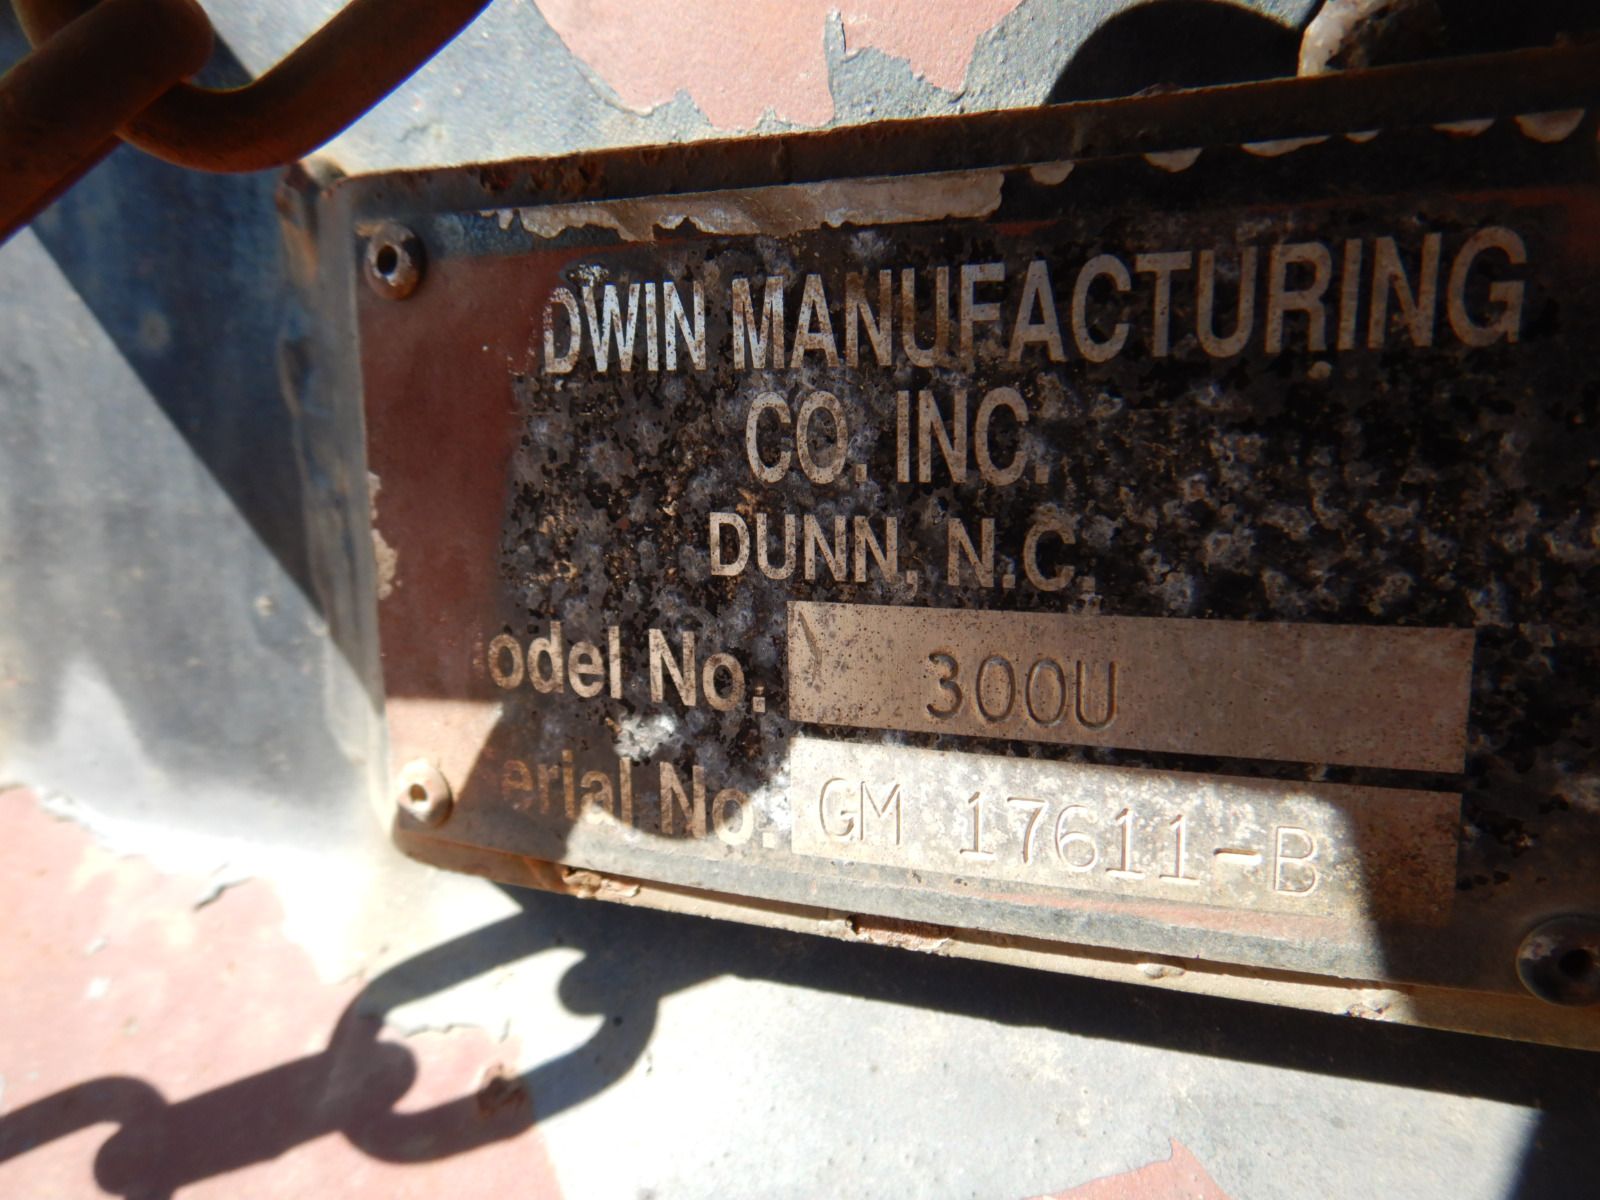 DWIN MANUFACTURING
CO. INC.
DUNN, N.C.
odel No. 300U
erial No. GM 17611-B